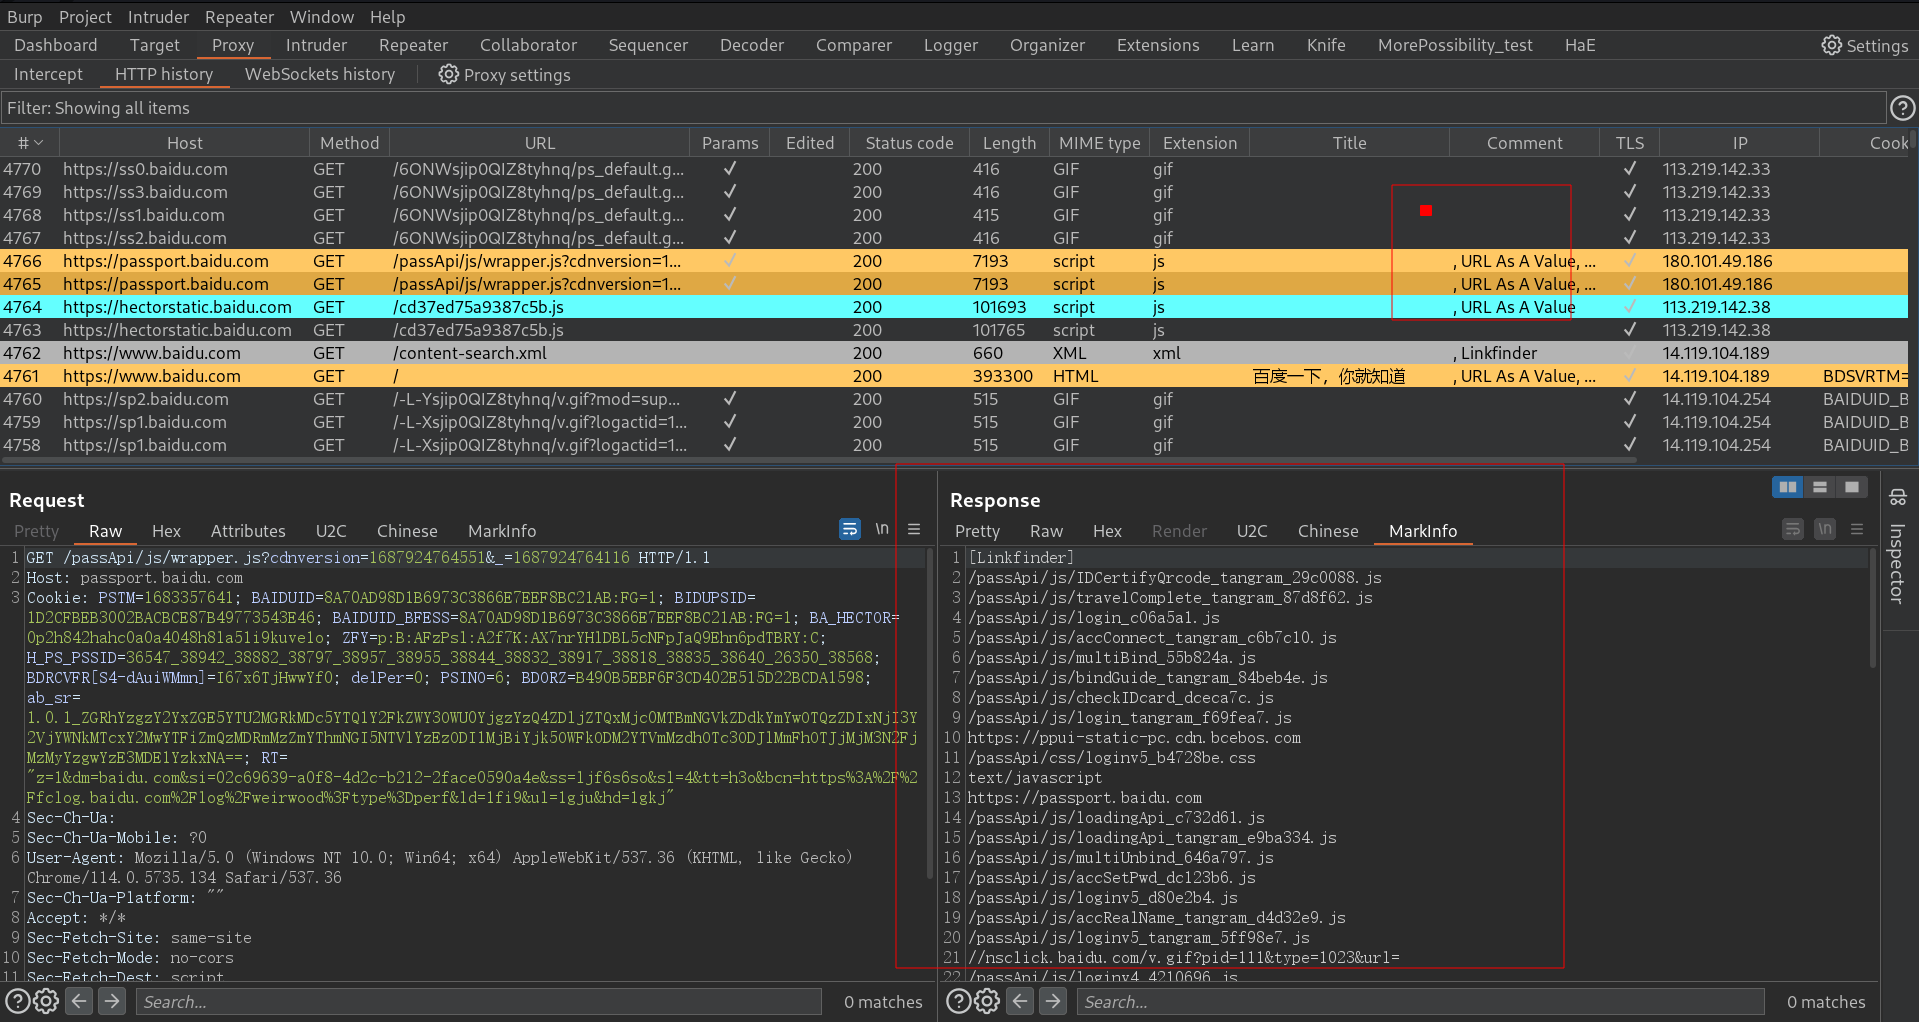 Burp Project Intruder Repeater Window Help
Dashboard Target Proxy Intruder Repeater Collaborator Sequencer Decoder Comparer Logger Organizer Extensions Learn Knife MorePossibility_test HaE Settings
Intercept HTTP history WebSockets history Proxy settings
Filter: Showing all items
# Host Method URL Params Edited Status code Length MIME type Extension Title Comment TLS IP Cook
4770 https://ss0.baidu.com GET /6ONWsjip0QIZ8tyhnq/ps_default.g... ✓ 200 416 GIF gif ✓ 113.219.142.33
4769 https://ss3.baidu.com GET /6ONWsjip0QIZ8tyhnq/ps_default.g... ✓ 200 416 GIF gif ✓ 113.219.142.33
4768 https://ss1.baidu.com GET /6ONWsjip0QIZ8tyhnq/ps_default.g... ✓ 200 415 GIF gif ✓ 113.219.142.33
4767 https://ss2.baidu.com GET /6ONWsjip0QIZ8tyhnq/ps_default.g... ✓ 200 416 GIF gif ✓ 113.219.142.33
4766 https://passport.baidu.com GET /passApi/js/wrapper.js?cdnversion=1... ✓ 200 7193 script js , URL As A Value, ... ✓ 180.101.49.186
4765 https://passport.baidu.com GET /passApi/js/wrapper.js?cdnversion=1... ✓ 200 7193 script js , URL As A Value, ... ✓ 180.101.49.186
4764 https://hectorstatic.baidu.com GET /cd37ed75a9387c5b.js 200 101693 script js , URL As A Value ✓ 113.219.142.38
4763 https://hectorstatic.baidu.com GET /cd37ed75a9387c5b.js 200 101765 script js ✓ 113.219.142.38
4762 https://www.baidu.com GET /content-search.xml 200 660 XML xml , Linkfinder ✓ 14.119.104.189
4761 https://www.baidu.com GET / 200 393300 HTML 百度一下，你就知道 , URL As A Value, ... ✓ 14.119.104.189 BDSVRTM=
4760 https://sp2.baidu.com GET /-L-Ysjip0QIZ8tyhnq/v.gif?mod=sup... ✓ 200 515 GIF gif ✓ 14.119.104.254 BAIDUID_B
4759 https://sp1.baidu.com GET /-L-Xsjip0QIZ8tyhnq/v.gif?logactid=1... ✓ 200 515 GIF gif ✓ 14.119.104.254 BAIDUID_B
4758 https://sp1.baidu.com GET /-L-Xsjip0QIZ8tyhnq/v.gif?logactid=1... ✓ 200 515 GIF gif ✓ 14.119.104.254 BAIDUID_B
Request
Pretty Raw Hex Attributes U2C Chinese MarkInfo \n
1 GET /passApi/js/wrapper.js?cdnversion=1687924764551&_=1687924764116 HTTP/1.1
2 Host: passport.baidu.com
3 Cookie: PSTM=1683357641; BAIDUID=8A70AD98D1B6973C3866E7EEF8BC21AB:FG=1; BIDUPSID=
1D2CFBEB3002BACBCE87B49773543E46; BAIDUID_BFESS=8A70AD98D1B6973C3866E7EEF8BC21AB:FG=1; BA_HECTOR=
0p2h842hahc0a0a4048h8la51i9kuve1o; ZFY=p:B:AFzPsl:A2f7K:AX7nrYHlDBL5cNFpJaQ9Ehn6pdTBRY:C;
H_PS_PSSID=36547_38942_38882_38797_38957_38955_38844_38832_38917_38818_38835_38640_26350_38568;
BDRCVFR[S4-dAuiWMmn]=I67x6TjHwwYf0; delPer=0; PSINO=6; BDORZ=B490B5EBF6F3CD402E515D22BCDA1598;
ab_sr=
"z=1&dm=baidu.com&si=02c69639-a0f8-4d2c-b212-2face0590a4e&ss=ljf6s6so&sl=4&tt=h3o&bcn=https%3A%2F%2
Ffclog.baidu.com%2Flog%2Fweirwood%3Ftype%3Dperf&ld=1fi9&ul=1gju&hd=1gkj"
4 Sec-Ch-Ua:
5 Sec-Ch-Ua-Mobile: ?0
6 User-Agent: Mozilla/5.0 (Windows NT 10.0; Win64; x64) AppleWebKit/537.36 (KHTML, like Gecko)
Chrome/114.0.5735.134 Safari/537.36
7 Sec-Ch-Ua-Platform: ""
8 Accept: */*
9 Sec-Fetch-Site: same-site
10 Sec-Fetch-Mode: no-cors
11 Sec-Fetch-Dest: script
Search... 0 matches
Response
Pretty Raw Hex Render U2C Chinese MarkInfo \n
1 [Linkfinder]
2 /passApi/js/IDCertifyQrcode_tangram_29c0088.js
3 /passApi/js/travelComplete_tangram_87d8f62.js
4 /passApi/js/login_c06a5a1.js
5 /passApi/js/accConnect_tangram_c6b7c10.js
6 /passApi/js/multiBind_55b824a.js
7 /passApi/js/bindGuide_tangram_84beb4e.js
8 /passApi/js/checkIDcard_dceca7c.js
9 /passApi/js/login_tangram_f69fea7.js
10 https://ppui-static-pc.cdn.bcebos.com
11 /passApi/css/loginv5_b4728be.css
12 text/javascript
13 https://passport.baidu.com
14 /passApi/js/loadingApi_c732d61.js
15 /passApi/js/loadingApi_tangram_e9ba334.js
16 /passApi/js/multiUnbind_646a797.js
17 /passApi/js/accSetPwd_dc123b6.js
18 /passApi/js/loginv5_d80e2b4.js
19 /passApi/js/accRealName_tangram_d4d32e9.js
20 /passApi/js/loginv5_tangram_5ff98e7.js
21 //nsclick.baidu.com/v.gif?pid=111&type=1023&url=
22 /passApi/js/loginv4_4210696.js
Search... 0 matches
Inspector